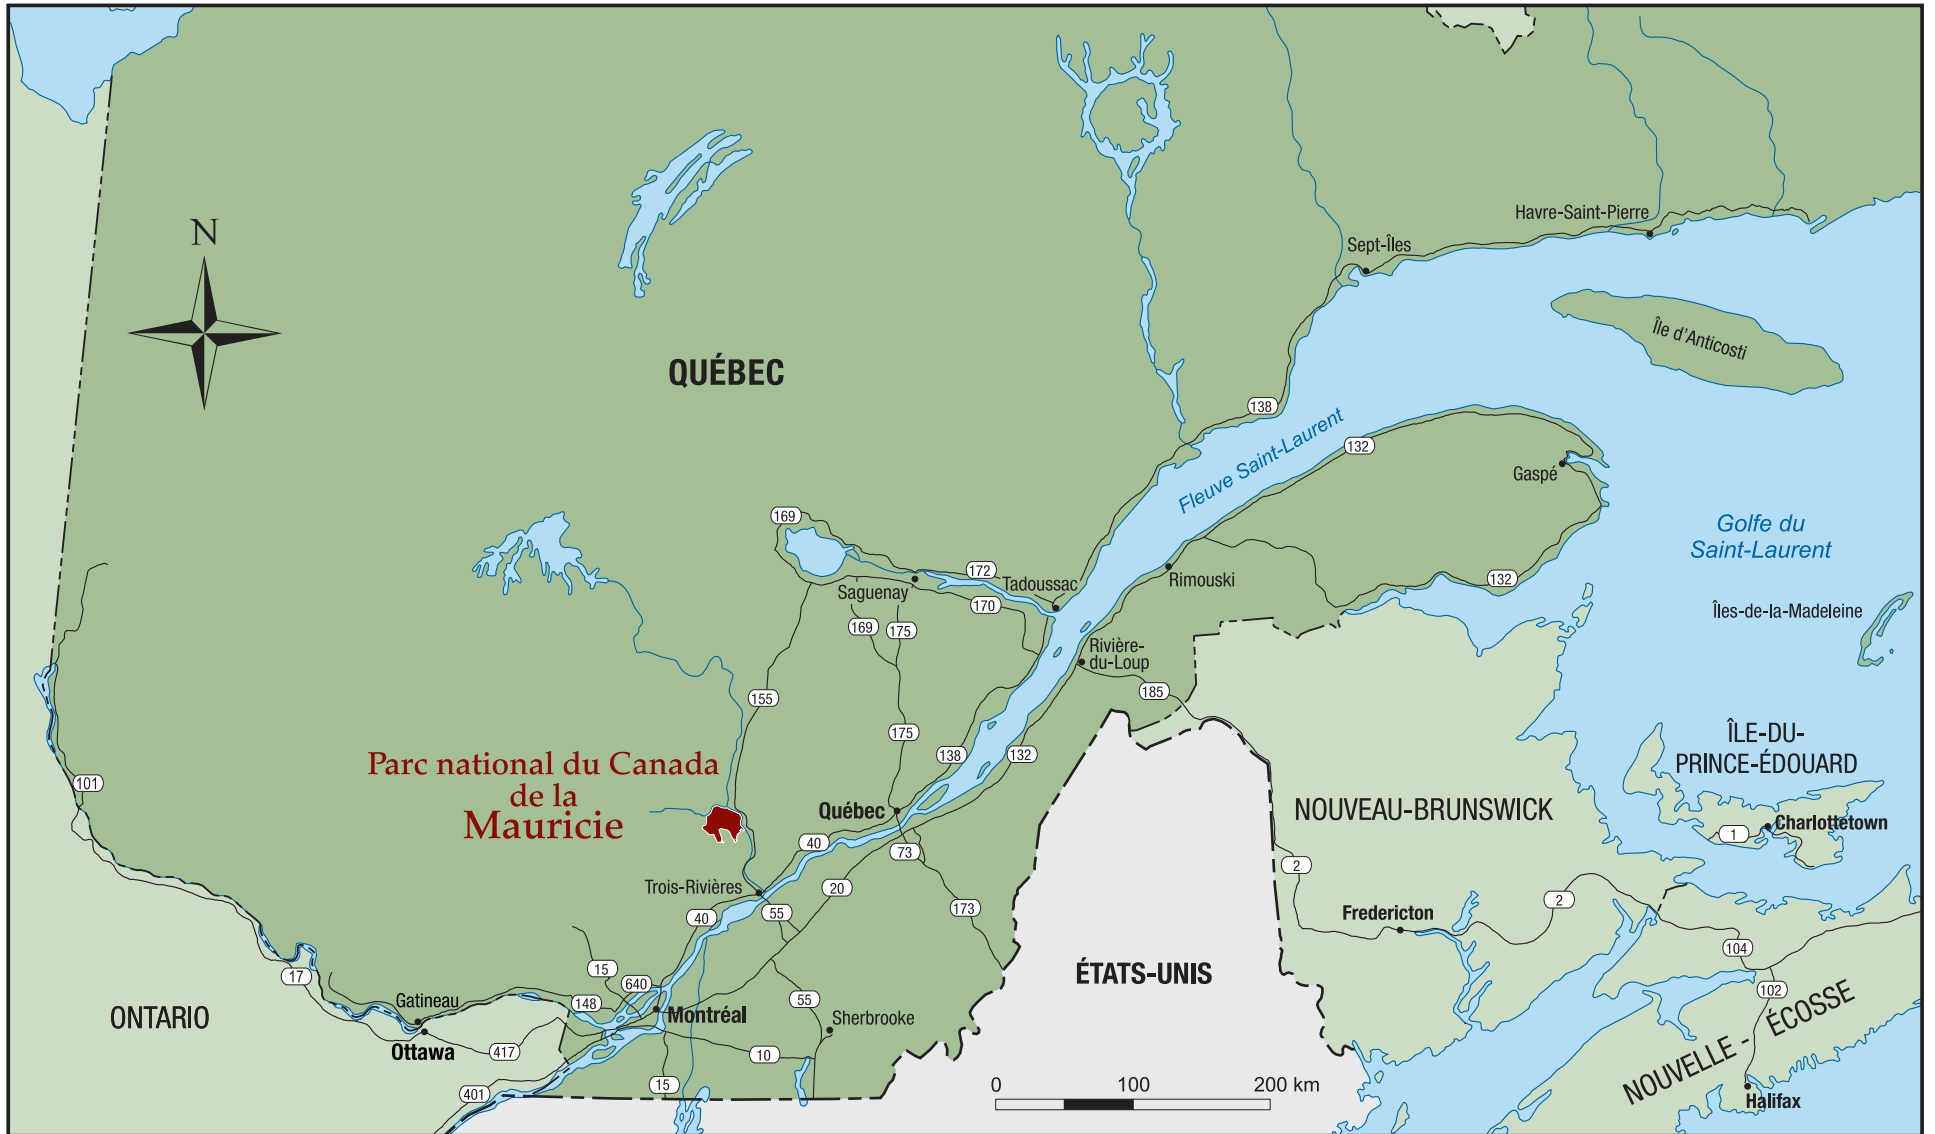 N
Havre-Saint-Pierre
Sept-Îles
Île d'Anticosti
QUÉBEC
138
Fleuve Saint-Laurent
132
Gaspé
169
Golfe du
Saint-Laurent
172
Tadoussac
Rimouski
132
Saguenay
170
Îles-de-la-Madeleine
169
175
Rivière-
du-Loup
185
155
175
138
132
ÎLE-DU-
PRINCE-ÉDOUARD
Parc national du Canada
de la
Mauricie
101
Québec
NOUVEAU-BRUNSWICK
1
Charlottetown
40
73
2
Trois-Rivières
20
2
40
55
173
Fredericton
104
15
17
640
ÉTATS-UNIS
102
Gatineau
148
55
ONTARIO
Montréal
Sherbrooke
NOUVELLE - ÉCOSSE
Ottawa
417
10
15
401
0 100 200 km
Halifax